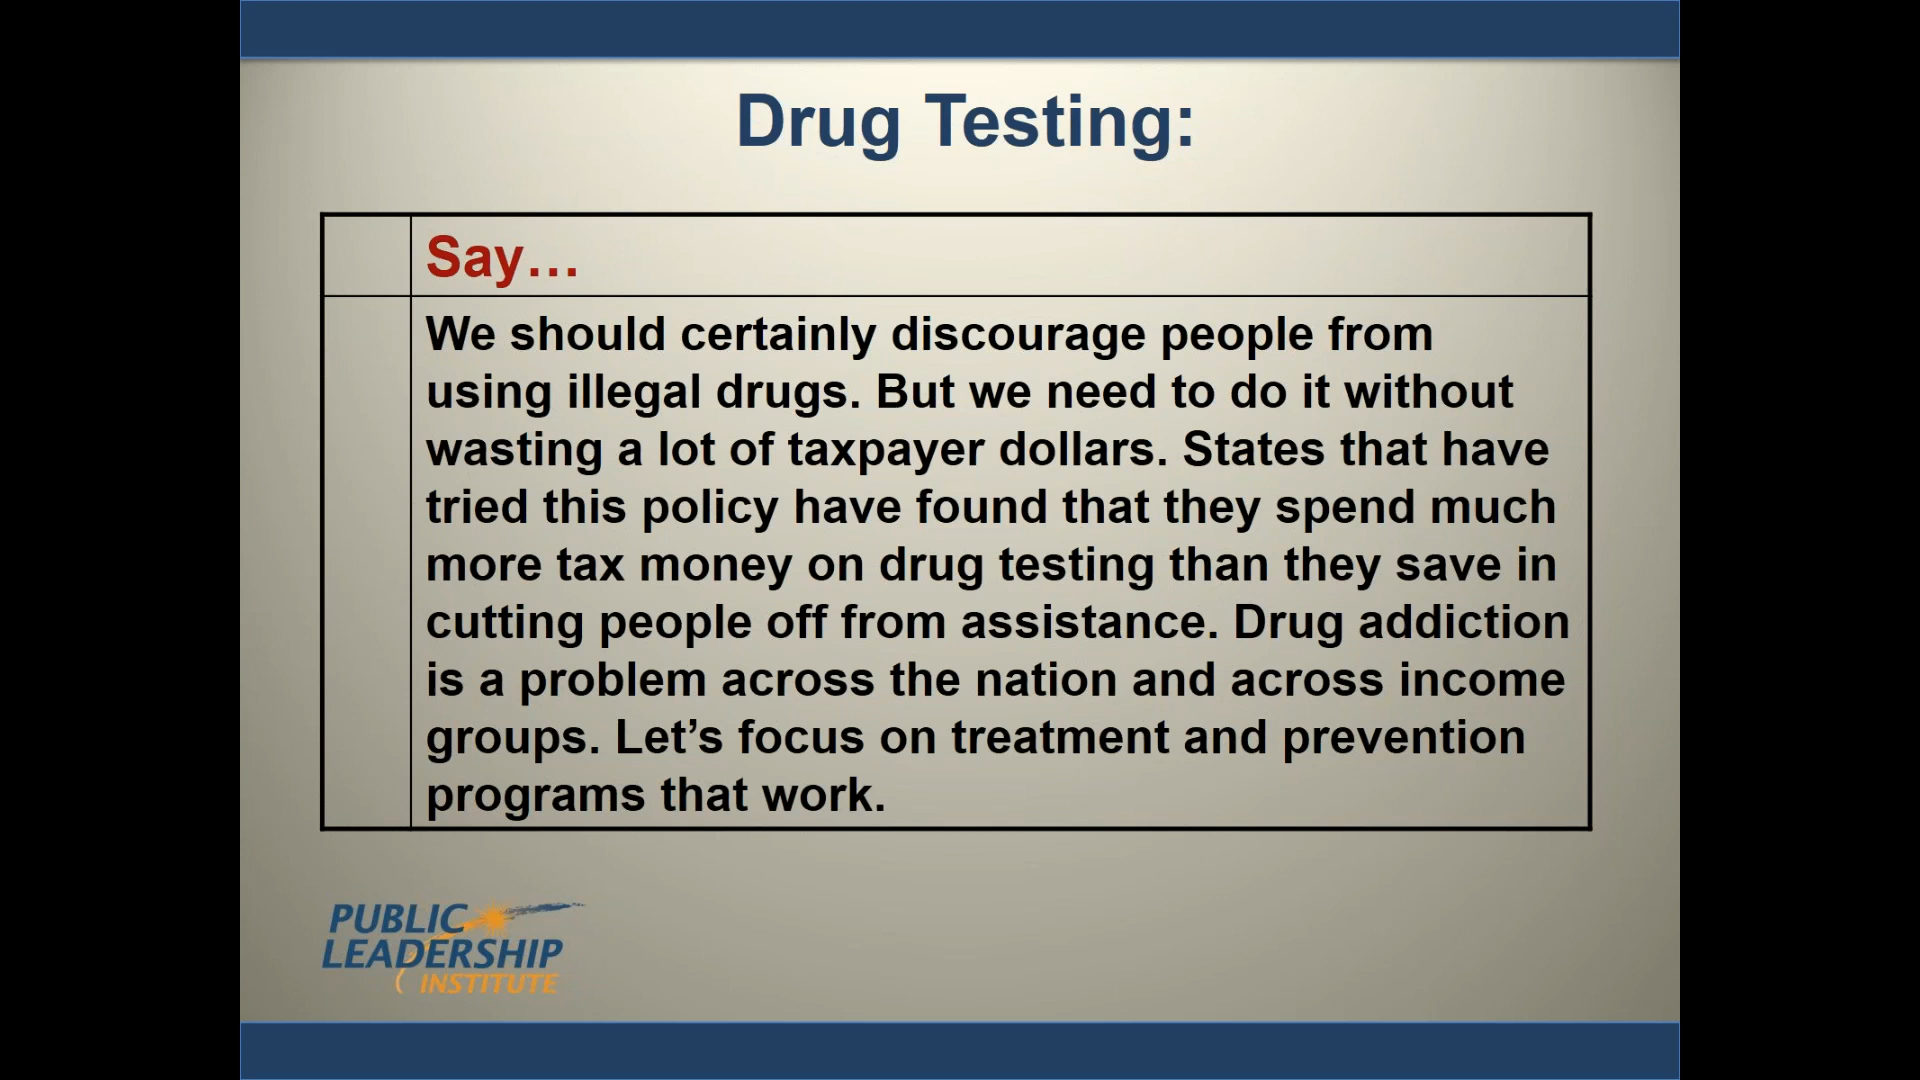 Drug Testing:
Say…
We should certainly discourage people from
using illegal drugs. But we need to do it without
wasting a lot of taxpayer dollars. States that have
tried this policy have found that they spend much
more tax money on drug testing than they save in
cutting people off from assistance. Drug addiction
is a problem across the nation and across income
groups. Let’s focus on treatment and prevention
programs that work.
PUBLIC
LEADERSHIP
INSTITUTE